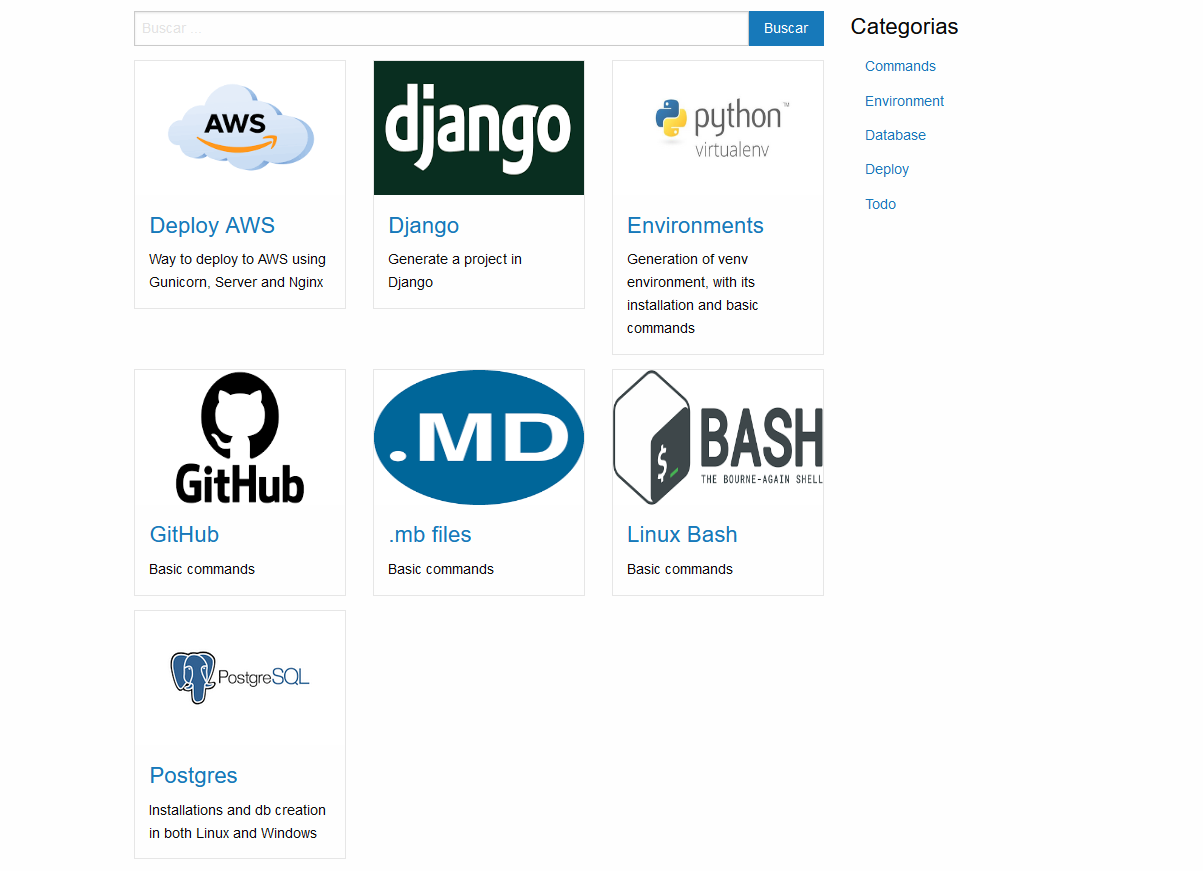 Buscar ...
Buscar
Categorias
Commands
Environment
Database
Deploy
Todo
AWS
Deploy AWS
Way to deploy to AWS using
Gunicorn, Server and Nginx
django
Django
Generate a project in
Django
python™
virtualenv
Environments
Generation of venv
environment, with its
installation and basic
commands
GitHub
GitHub
Basic commands
.MD
.mb files
Basic commands
$
BASH
THE BOURNE-AGAIN SHELL
Linux Bash
Basic commands
PostgreSQL
Postgres
Installations and db creation
in both Linux and Windows